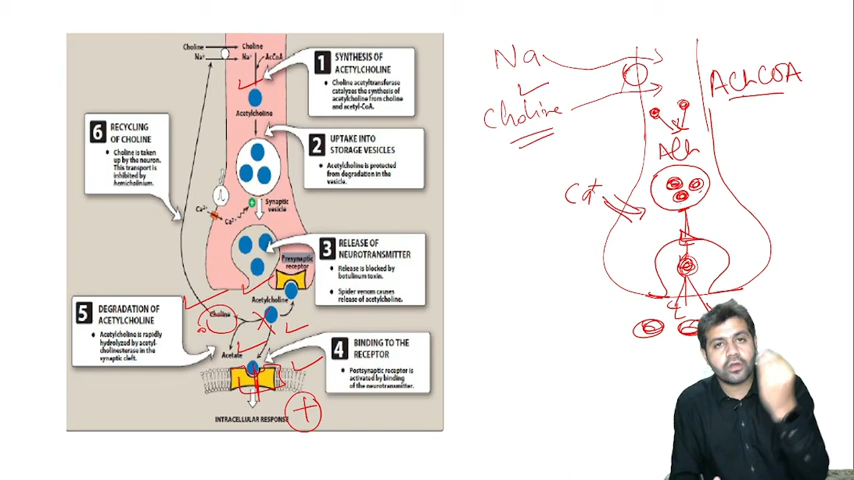 Choline
Na+
Choline
Na+
AcCoA
Acetylcholine
1 SYNTHESIS OF
ACETYLCHOLINE
• Choline acetyltransferase
catalyzes the synthesis of
acetylcholine from choline
and acetyl-CoA.
6 RECYCLING
OF CHOLINE
• Choline is taken
up by the neuron.
This transport is
inhibited by
hemicholinium.
2 UPTAKE INTO
STORAGE VESICLES
• Acetylcholine is protected
from degradation in the
vesicle.
Ca2+
Ca2+
Synaptic
vesicle
3 RELEASE OF
NEUROTRANSMITTER
• Release is blocked by
botulinum toxin.
• Spider venom causes
release of acetylcholine.
Presynaptic
receptor
Acetylcholine
5 DEGRADATION OF
ACETYLCHOLINE
• Acetylcholine is rapidly
hydrolyzed by acetyl-
cholinesterase in the
synaptic cleft.
Choline
Acetate
4 BINDING TO THE
RECEPTOR
• Postsynaptic receptor
is activated by binding
of the neurotransmitter.
INTRACELLULAR RESPONSE
+
Na
Choline
AChCOA
ACh
Ca+